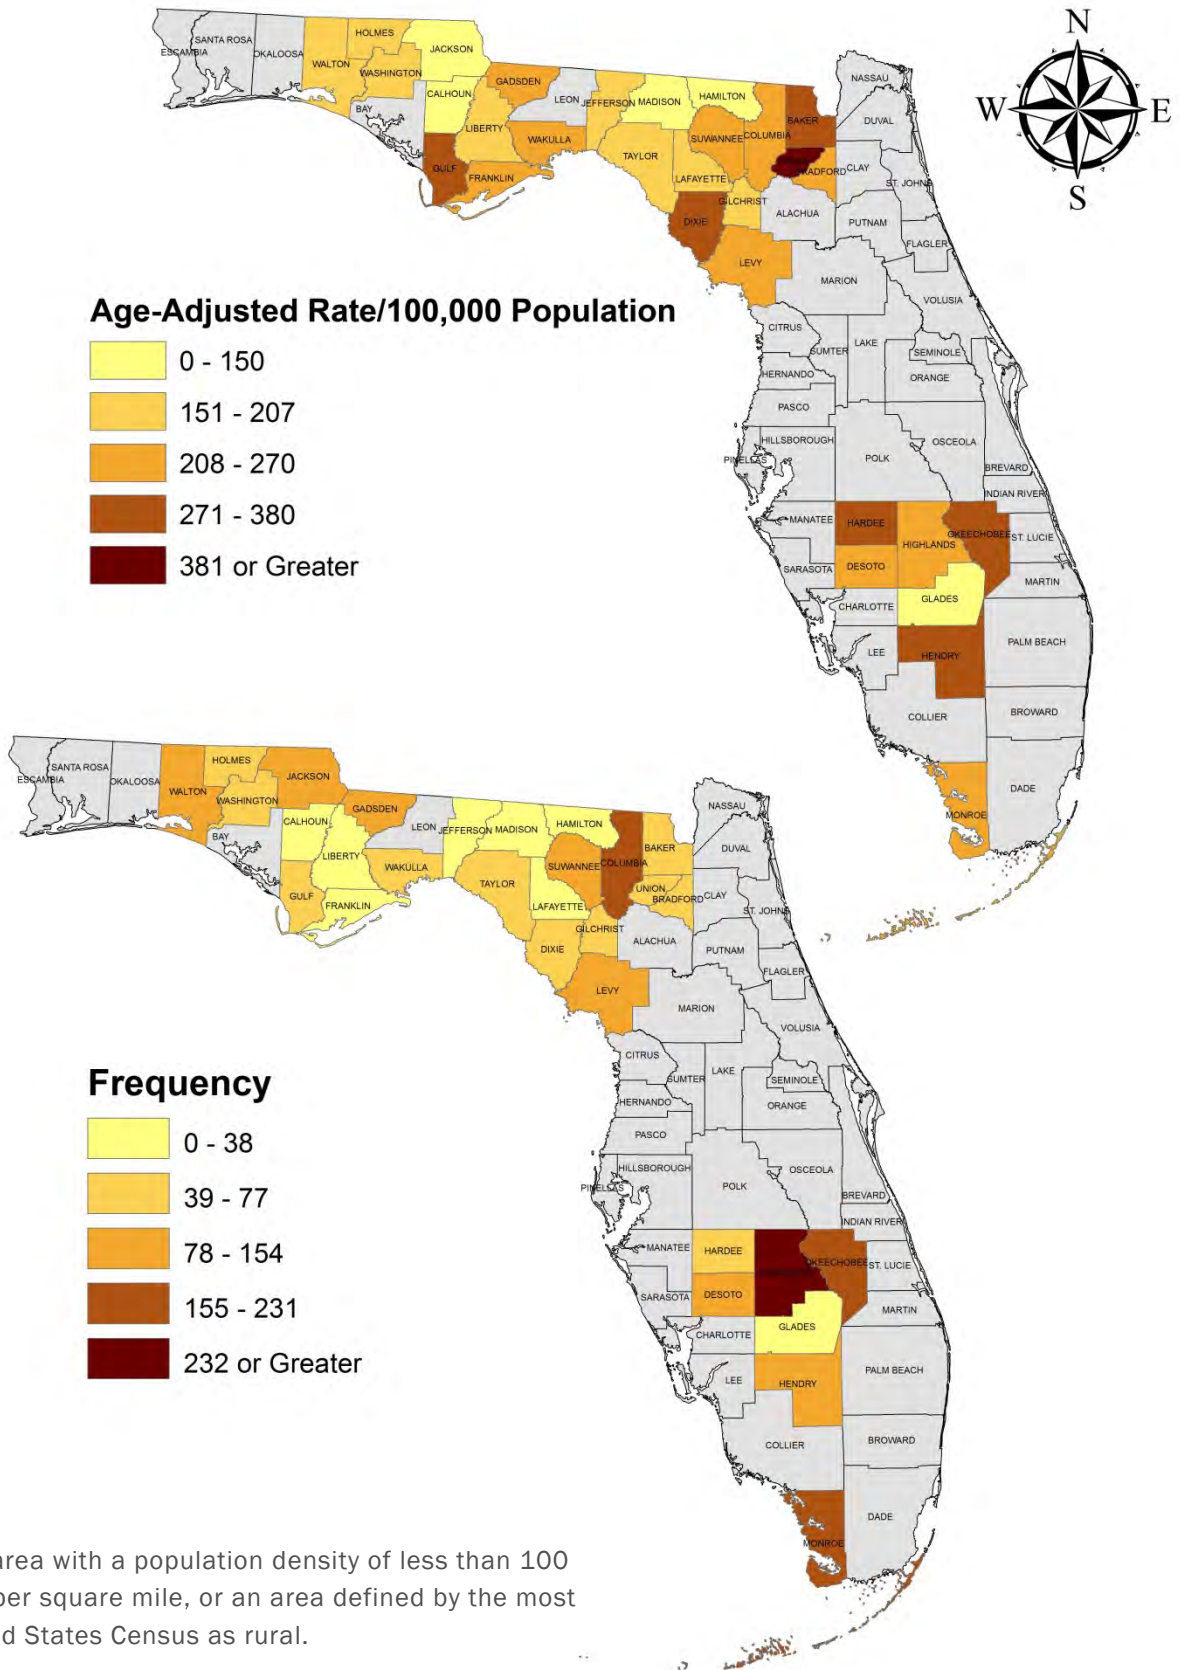 N
W
E
S
ESCAMBIA
SANTA ROSA
OKALOOSA
WALTON
HOLMES
WASHINGTON
JACKSON
BAY
CALHOUN
GULF
LIBERTY
FRANKLIN
GADSDEN
LEON
WAKULLA
JEFFERSON
MADISON
TAYLOR
HAMILTON
SUWANNEE
LAFAYETTE
DIXIE
COLUMBIA
GILCHRIST
LEVY
BAKER
BRADFORD
ALACHUA
NASSAU
DUVAL
CLAY
ST. JOHNS
PUTNAM
FLAGLER
MARION
VOLUSIA
CITRUS
SUMTER
LAKE
SEMINOLE
HERNANDO
ORANGE
PASCO
HILLSBOROUGH
PINELLAS
POLK
OSCEOLA
BREVARD
INDIAN RIVER
MANATEE
HARDEE
HIGHLANDS
OKEECHOBEE
ST. LUCIE
SARASOTA
DESOTO
MARTIN
CHARLOTTE
GLADES
LEE
HENDRY
PALM BEACH
COLLIER
BROWARD
DADE
MONROE
Age-Adjusted Rate/100,000 Population
0 - 150
151 - 207
208 - 270
271 - 380
381 or Greater
ESCAMBIA
SANTA ROSA
OKALOOSA
WALTON
HOLMES
WASHINGTON
JACKSON
BAY
CALHOUN
GULF
LIBERTY
FRANKLIN
GADSDEN
LEON
WAKULLA
JEFFERSON
MADISON
TAYLOR
HAMILTON
SUWANNEE
LAFAYETTE
DIXIE
COLUMBIA
GILCHRIST
LEVY
BAKER
UNION
BRADFORD
ALACHUA
NASSAU
DUVAL
CLAY
ST. JOHNS
PUTNAM
FLAGLER
MARION
VOLUSIA
CITRUS
SUMTER
LAKE
SEMINOLE
HERNANDO
ORANGE
PASCO
HILLSBOROUGH
PINELLAS
POLK
OSCEOLA
BREVARD
INDIAN RIVER
MANATEE
HARDEE
OKEECHOBEE
ST. LUCIE
SARASOTA
DESOTO
MARTIN
CHARLOTTE
GLADES
LEE
HENDRY
PALM BEACH
COLLIER
BROWARD
DADE
MONROE
Frequency
0 - 38
39 - 77
78 - 154
155 - 231
232 or Greater
area with a population density of less than 100
per square mile, or an area defined by the most
d States Census as rural.